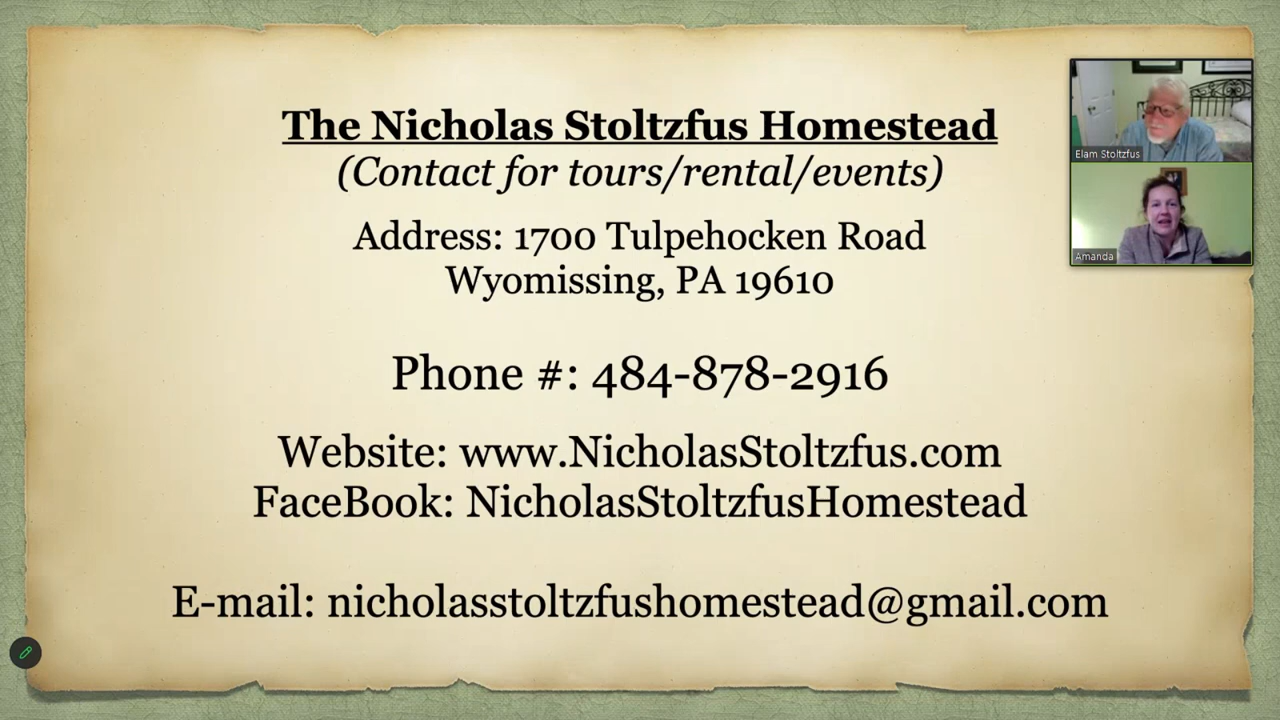 The Nicholas Stoltzfus Homestead
(Contact for tours/rental/events)
Address: 1700 Tulpehocken Road
Wyomissing, PA 19610
Phone #: 484-878-2916
Website: www.NicholasStoltzfus.com
FaceBook: NicholasStoltzfusHomestead
E-mail: nicholasstoltzfushomestead@gmail.com
Elam Stoltzfus
Amanda